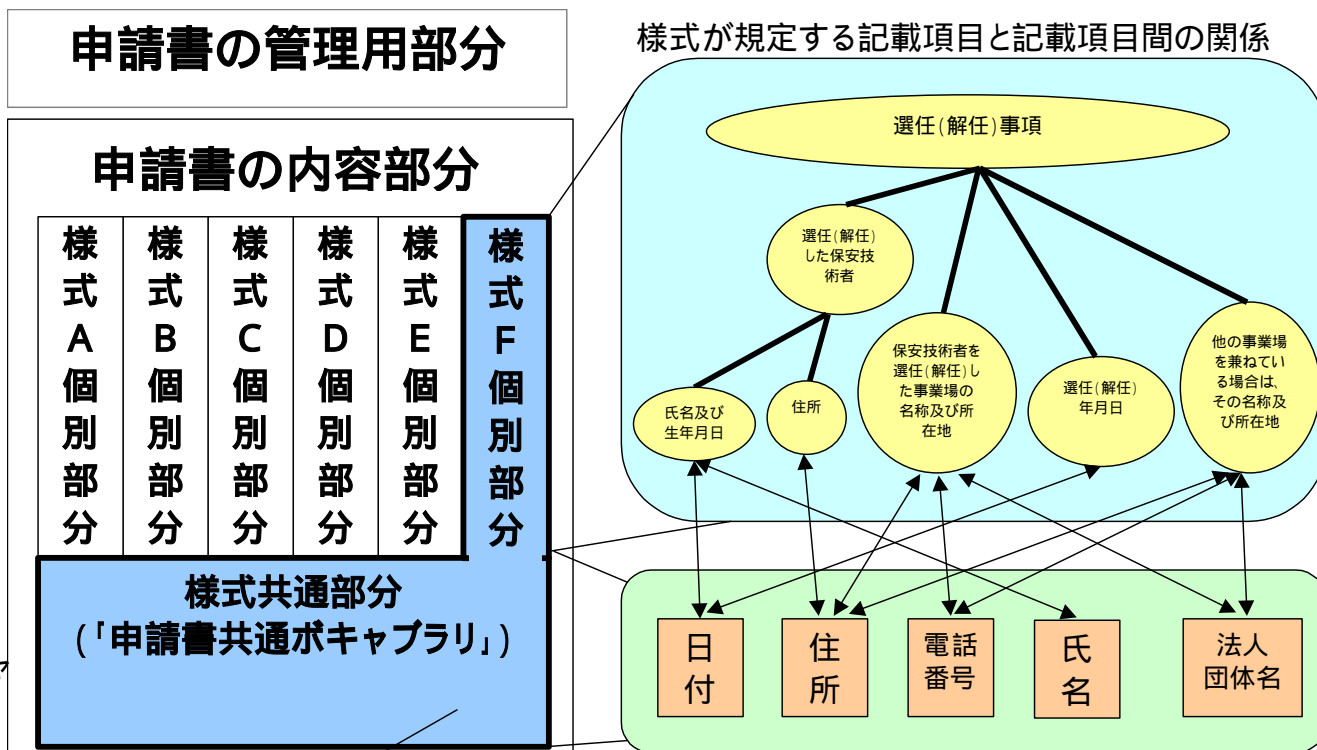 申請書の管理用部分
申請書の内容部分
様式A個別部分
様式B個別部分
様式C個別部分
様式D個別部分
様式E個別部分
様式F個別部分
様式共通部分
(「申請書共通ボキャブラリ」)
様式が規定する記載項目と記載項目間の関係
選任(解任)事項
選任(解任)
した保安技
術者
氏名及び
生年月日
住所
保安技術者を
選任(解任)し
た事業場の
名称及び所
在地
選任(解任)
年月日
他の事業場
を兼ねてい
る場合は、
その名称及
び所在地
日
付
住
所
電話
番号
氏
名
法人
団体名